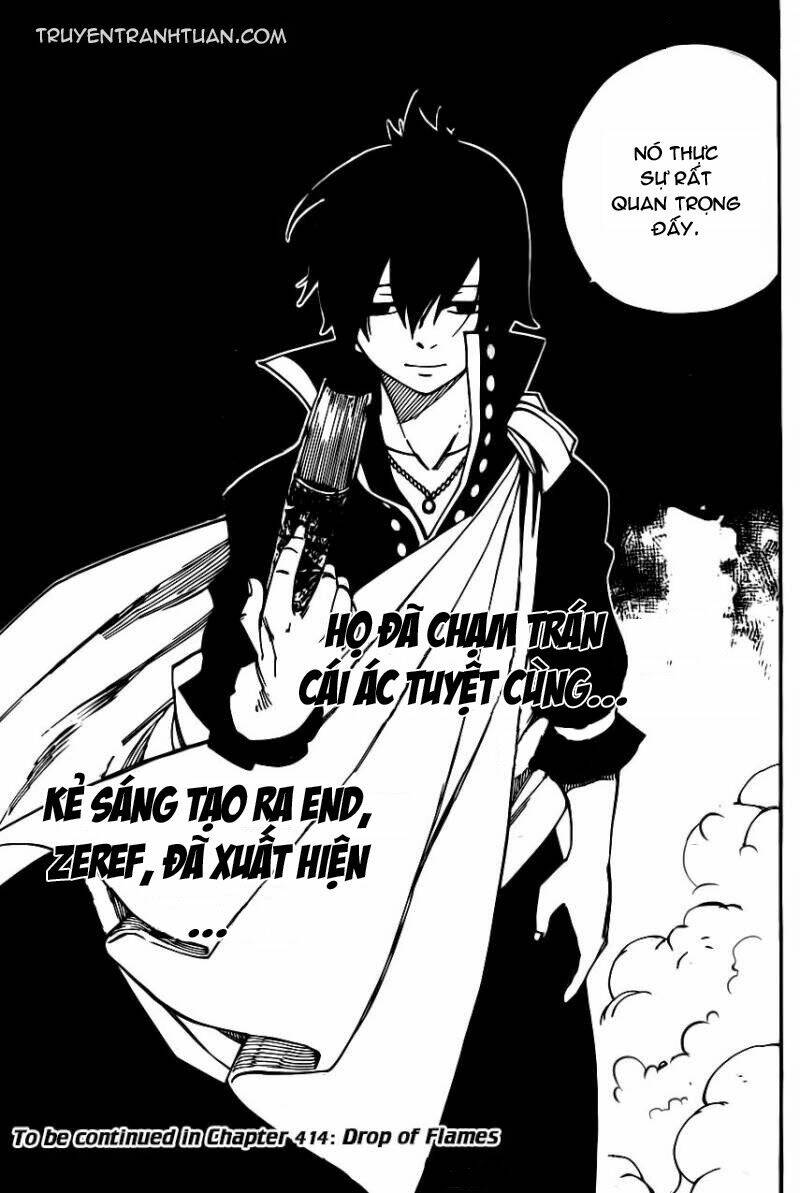 TRUYENTRANHTUAN.COM
NÓ THỰC
SỰ RẤT
QUAN TRỌNG
ĐẤY.
HỌ ĐÃ CHẠM TRÁN
CÁI ÁC TUYỆT CÙNG...
KẺ SÁNG TẠO RA END,
ZEREF, ĐÃ XUẤT HIỆN
...
To be continued in Chapter 414: Drop of Flames